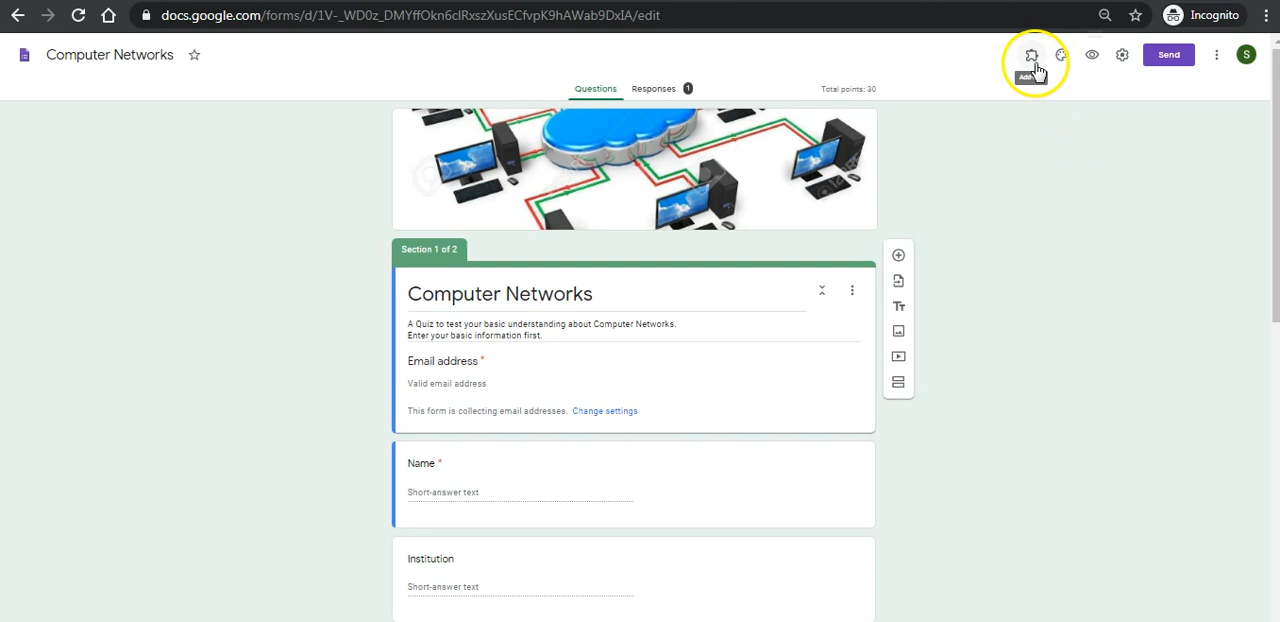 docs.google.com/forms/d/1V-_WD0z_DMYffOkn6clRxszXusECfvpK9hAWab9DxIA/edit
Incognito
Computer Networks
Send
S
Questions
Responses 1
Total points: 30
Section 1 of 2
Computer Networks
A Quiz to test your basic understanding about Computer Networks.
Enter your basic information first.
Email address *
Valid email address
This form is collecting email addresses. Change settings
Name *
Short-answer text
Institution
Short-answer text
Tт